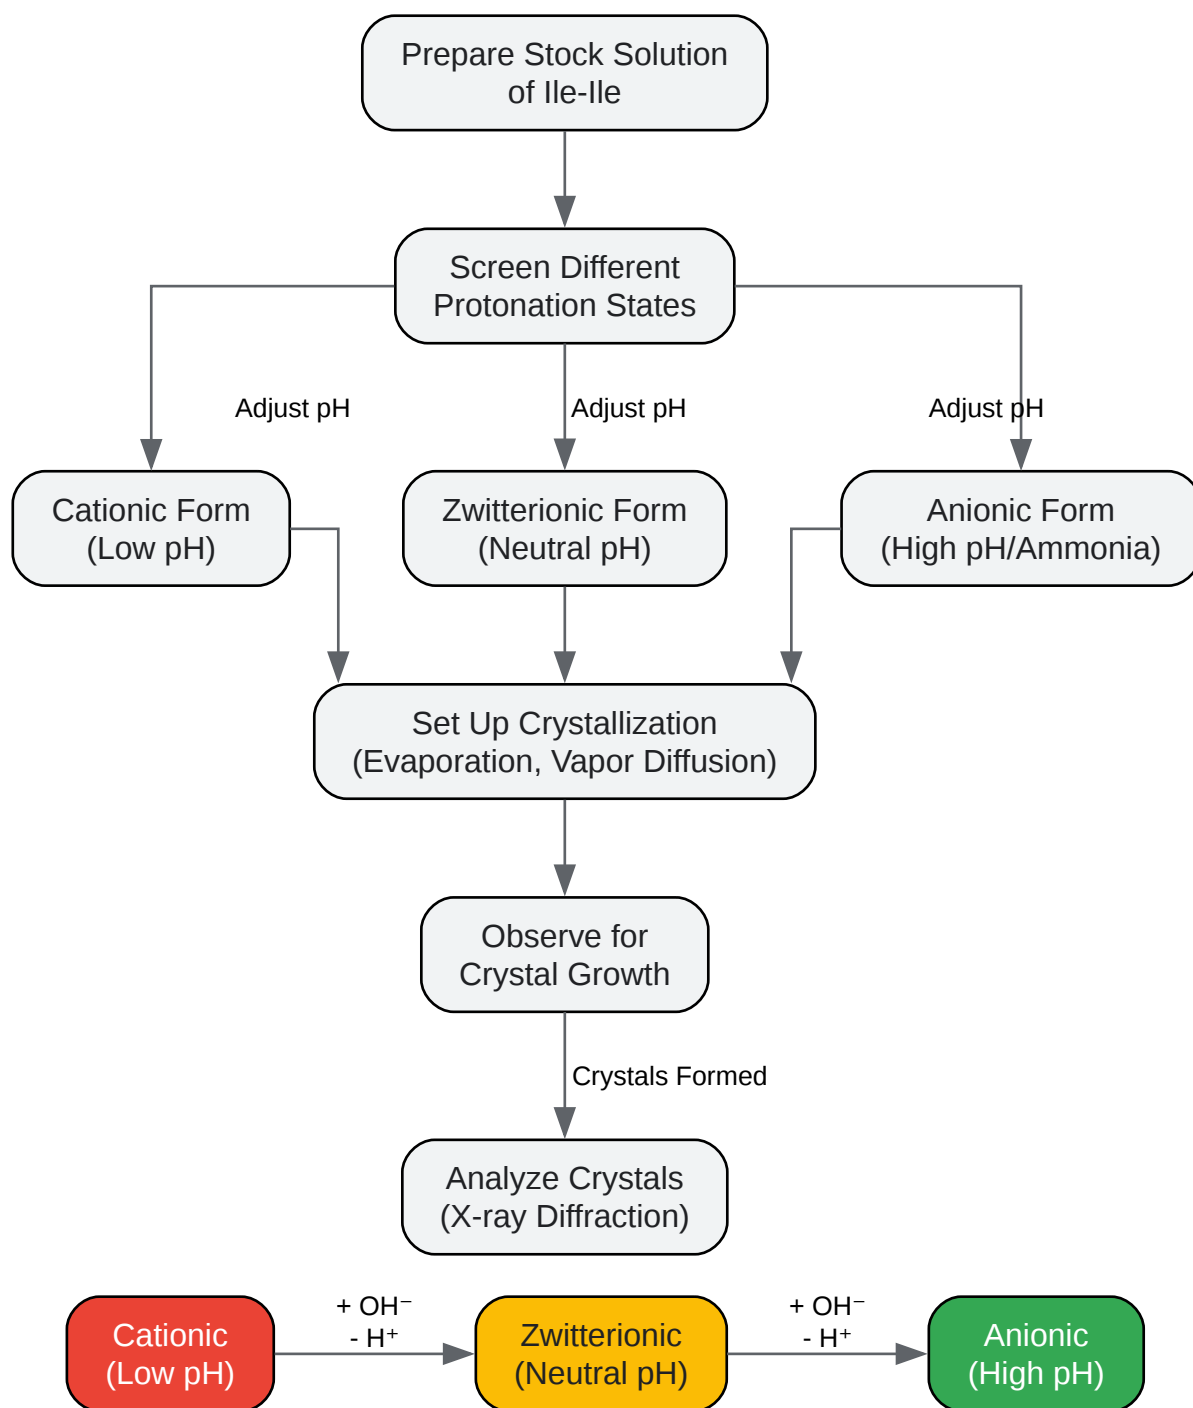 Prepare Stock Solution
of Ile-Ile
Screen Different
Protonation States
Adjust pH
Adjust pH
Adjust pH
Cationic Form
(Low pH)
Zwitterionic Form
(Neutral pH)
Anionic Form
(High pH/Ammonia)
Set Up Crystallization
(Evaporation, Vapor Diffusion)
Observe for
Crystal Growth
Crystals Formed
Analyze Crystals
(X-ray Diffraction)
Cationic
(Low pH)
+ OH⁻
- H⁺
Zwitterionic
(Neutral pH)
+ OH⁻
- H⁺
Anionic
(High pH)